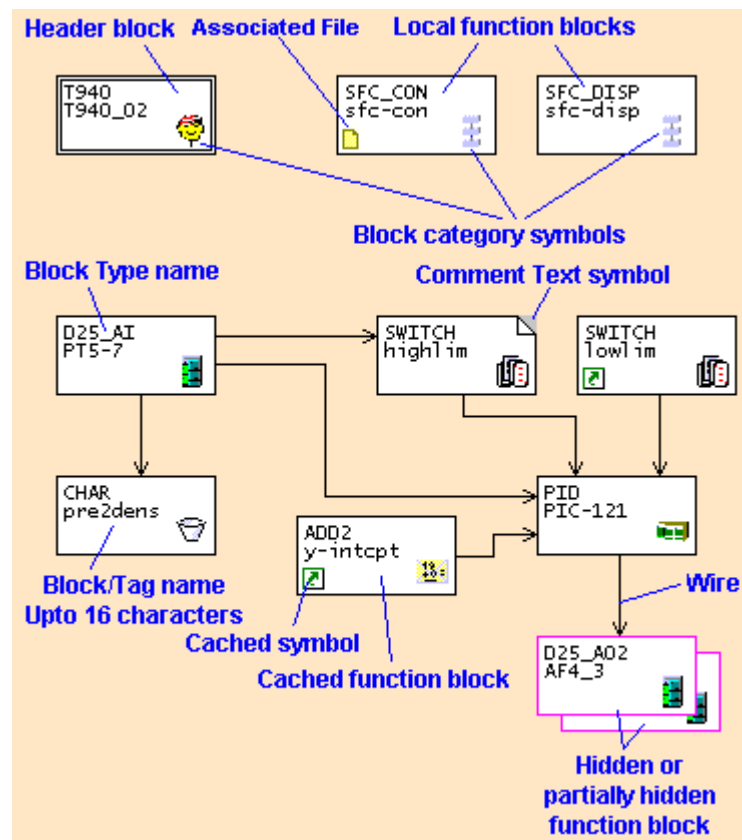 Header block
Associated File
Local function blocks
T940
T940_02
SFC_CON
sfc-con
SFC_DISP
sfc-disp
Block category symbols
Block Type name
Comment Text symbol
D25_AI
PT5-7
SWITCH
highlim
SWITCH
lowlim
CHAR
pre2dens
ADD2
y-intcpt
PID
PIC-121
Block/Tag name
Upto 16 characters
Wire
Cached symbol
Cached function block
D25_AO2
AF4_3
Hidden or
partially hidden
function block